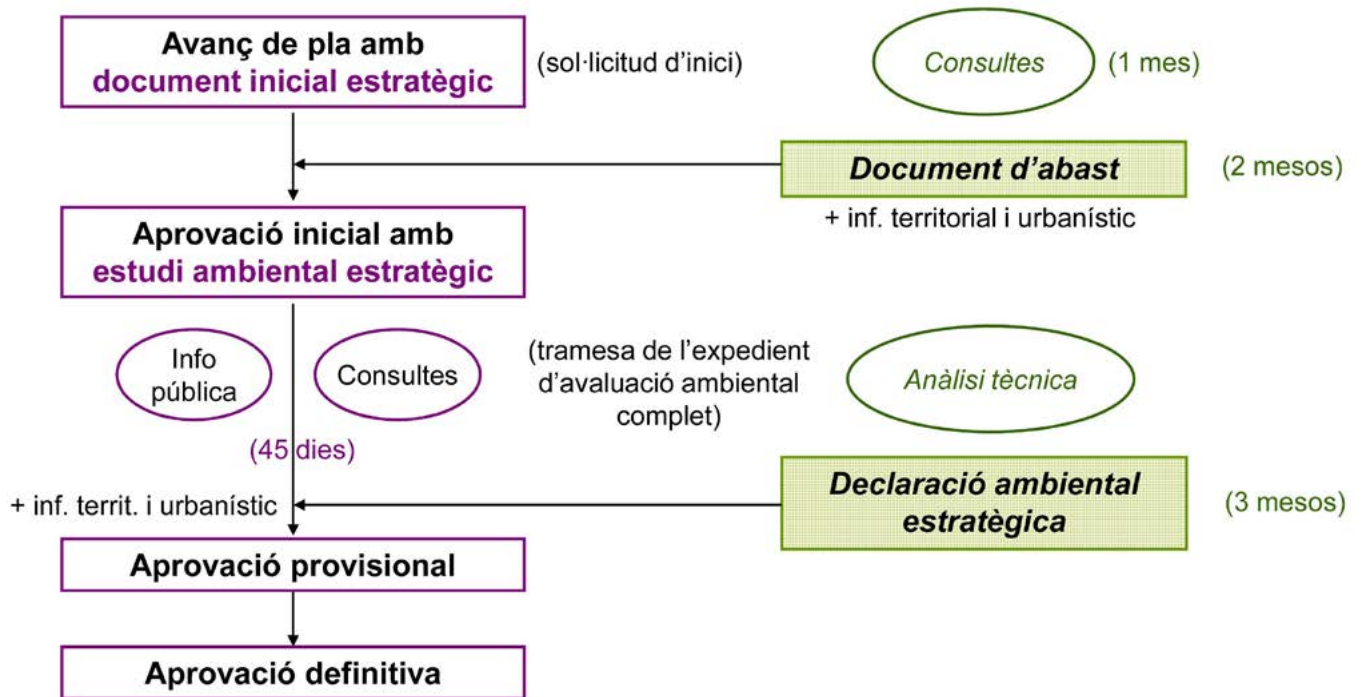 Avanç de pla amb
document inicial estratègic
(sol·licitud d'inici)
Consultes
(1 mes)
Document d'abast
(2 mesos)
+ inf. territorial i urbanístic
Aprovació inicial amb
estudi ambiental estratègic
Info
pública
Consultes
(45 dies)
(tramesa de l'expedient
d'avaluació ambiental
complet)
Anàlisi tècnica
Declaració ambiental
estratègica
(3 mesos)
+ inf. territ. i urbanístic
Aprovació provisional
Aprovació definitiva